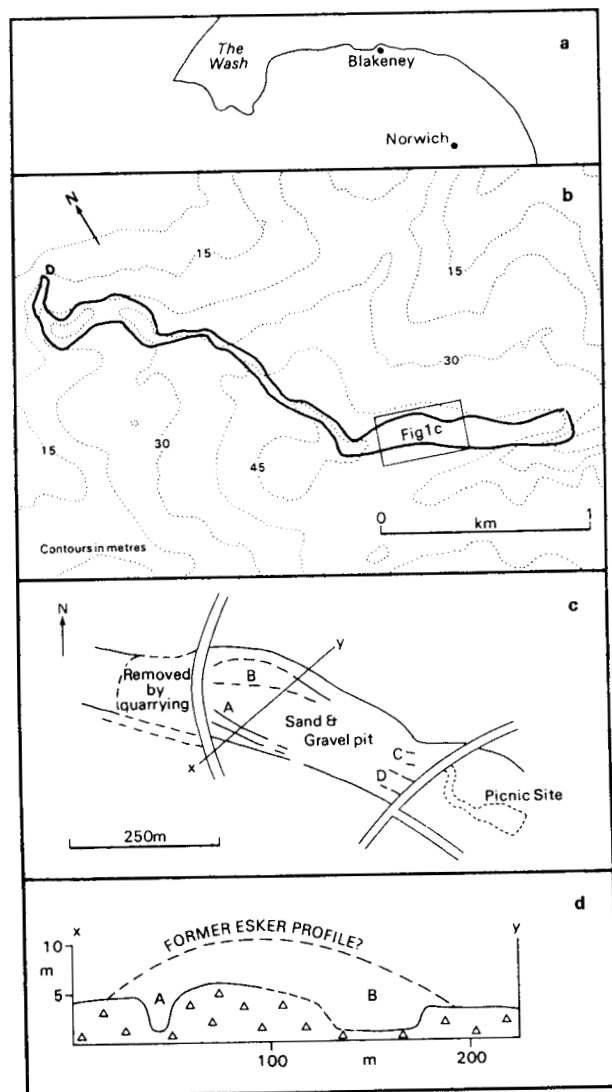 a
The
Wash
Blakeney
Norwich
b
N
D
15
15
30
Fig1c
15
30
45
0 1
km
Contours in metres
c
N
y
Removed
by
quarrying
B
A
Sand &
Gravel pit
C
D
x
Picnic Site
250m
d
x
y
FORMER ESKER PROFILE?
10
m
5
A
B
100
m
200